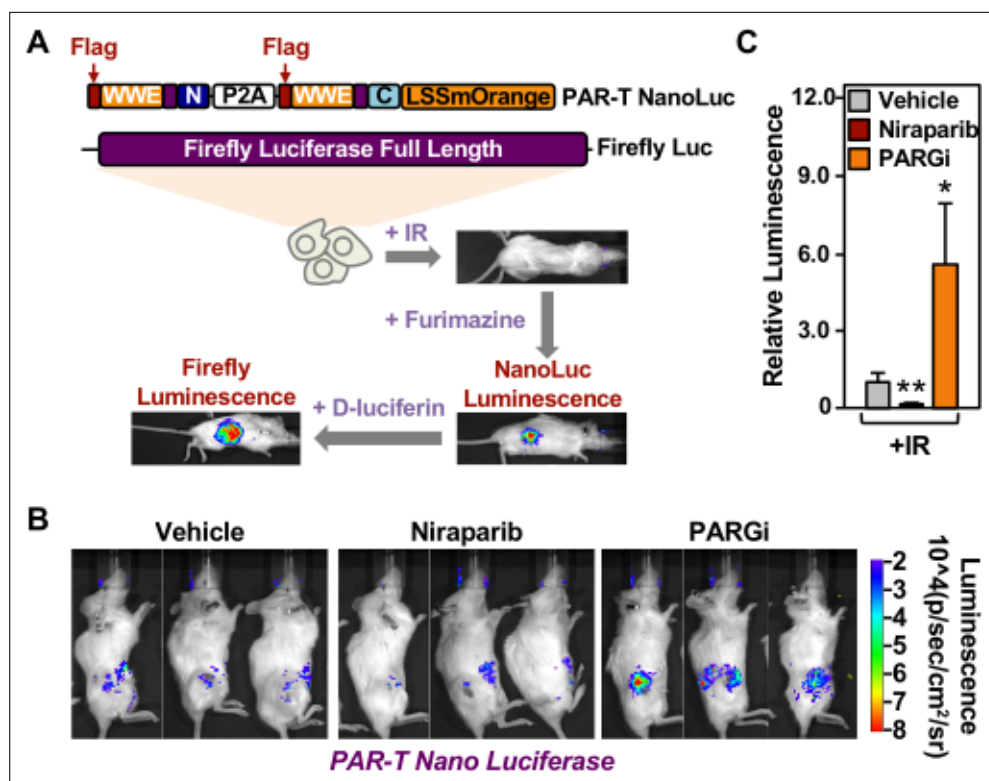 A
Flag Flag
WWE N P2A WWE C LSSmOrange PAR-T NanoLuc
Firefly Luciferase Full Length Firefly Luc
+ IR
+ Furimazine
Firefly
Luminescence
+ D-luciferin
NanoLuc
Luminescence
C
Relative Luminescence
12.0
9.0
6.0
3.0
0
Vehicle
Niraparib
PARGi
**
*
+IR
B
Vehicle Niraparib PARGi
2
3
4
5
6
7
8
Luminescence
10^4(p/sec/cm²/sr)
PAR-T Nano Luciferase